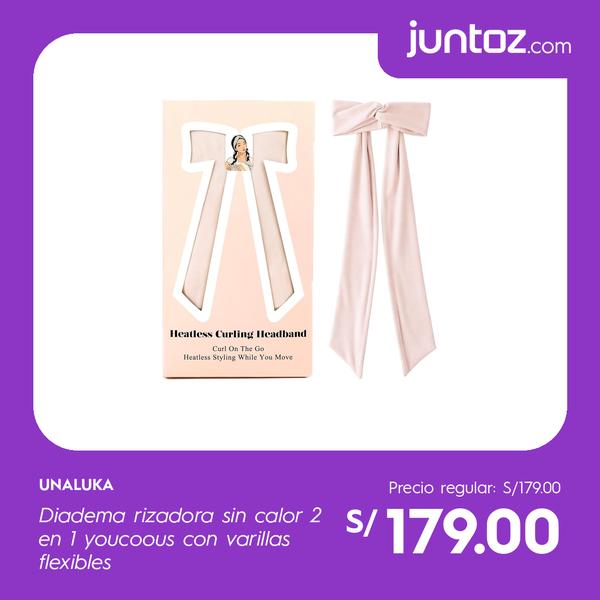 juntoz.com
Heatless Curling Headband
Curl On The Go
Heatless Styling While You Move
UNALUKA
Diadema rizadora sin calor 2
en 1 youcoous con varillas
flexibles
Precio regular: S/179.00
S/179.00